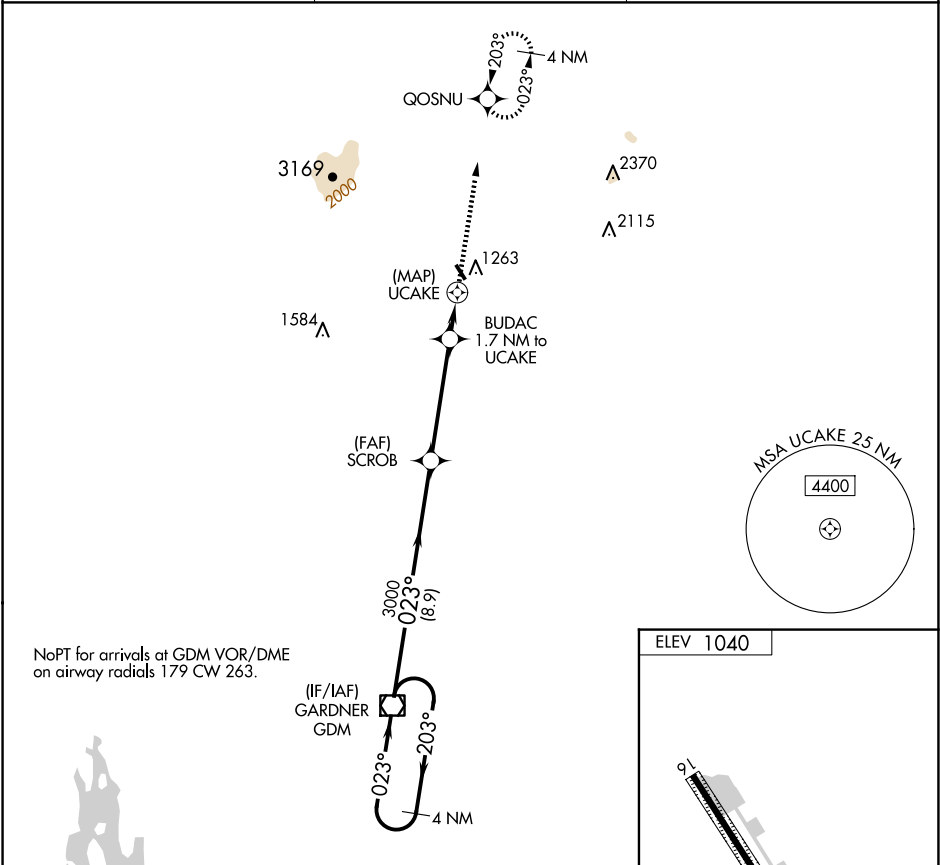 203°
4 NM
023°
QOSNU
3169
2000
2370
2115
1263
(MAP)
UCAKE
1584
BUDAC
1.7 NM to
UCAKE
(FAF)
SCROB
MSA UCAKE 25 NM
4400
3000
023°
(8.9)
NoPT for arrivals at GDM VOR/DME
on airway radials 179 CW 263.
ELEV 1040
(IF/IAF)
GARDNER
GDM
203°
023°
4 NM
16